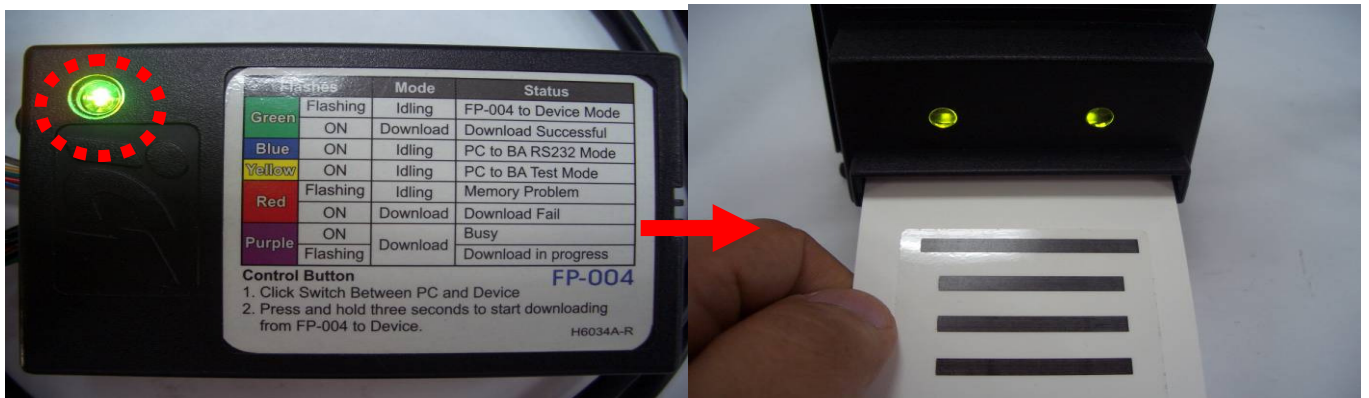 Flashes Mode Status
Green Flashing Idling FP-004 to Device Mode
ON Download Download Successful
Blue ON Idling PC to BA RS232 Mode
Yellow ON Idling PC to BA Test Mode
Red Flashing Idling Memory Problem
ON Download Download Fail
Purple ON Download Busy
Flashing Download in progress
Control Button FP-004
1. Click Switch Between PC and Device
2. Press and hold three seconds to start downloading
from FP-004 to Device.
H6034A-R